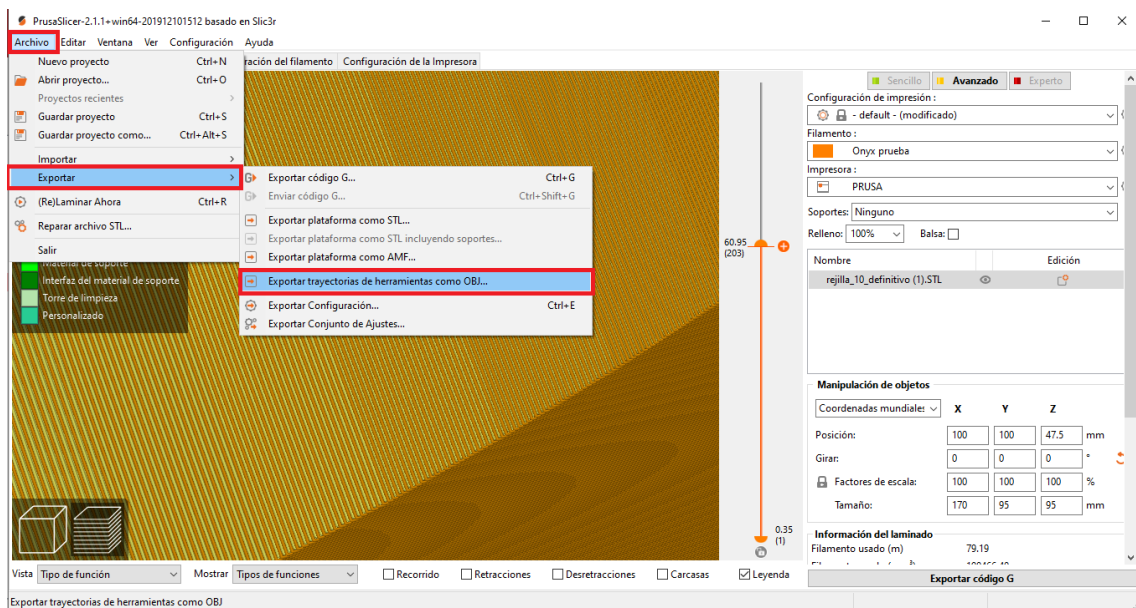 PrusaSlicer-2.1.1+win64-201912101512 basado en Slic3r
Archivo Editar Ventana Ver Configuración Ayuda
Nuevo proyecto Ctrl+N
Abrir proyecto... Ctrl+O
Proyectos recientes
Guardar proyecto Ctrl+S
Guardar proyecto como... Ctrl+Alt+S
Importar
Exportar
(Re)Laminar Ahora Ctrl+R
Reparar archivo STL...
Salir
ración del filamento Configuración de la Impresora
Exportar código G... Ctrl+G
Enviar código G... Ctrl+Shift+G
Exportar plataforma como STL...
Exportar plataforma como STL incluyendo soportes...
Exportar plataforma como AMF...
Exportar trayectorias de herramientas como OBJ...
Exportar Configuración... Ctrl+E
Exportar Conjunto de Ajustes...
Material de soporte
Interfaz del material de soporte
Torre de limpieza
Personalizado
60.95
(203)
0.35
(1)
Sencillo Avanzado Experto
Configuración de impresión :
- default - (modificado)
Filamento :
Onyx prueba
Impresora :
PRUSA
Soportes: Ninguno
Relleno: 100% Balsa:
Nombre Edición
rejilla_10_definitivo (1).STL
Manipulación de objetos
Coordenadas mundiale: X Y Z
Posición: 100 100 47.5 mm
Girar: 0 0 0 °
Factores de escala: 100 100 100 %
Tamaño: 170 95 95 mm
Información del laminado
Filamento usado (m) 79.19
Exportar código G
Vista Tipo de función Mostrar Tipos de funciones Recorrido Retracciones Desretracciones Carcasas Leyenda
Exportar trayectorias de herramientas como OBJ